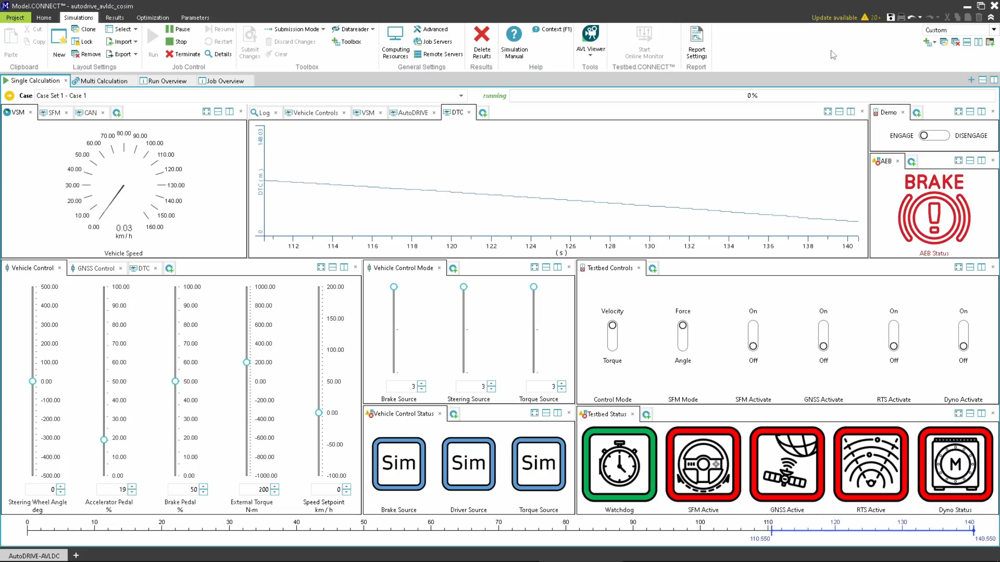 Model.CONNECT™ - autodrive_avldc_cosim
Project Home Simulations Results Optimization Parameters
Update available 20+
Cut
Copy
Paste
Clipboard
New
Clone
Lock
Remove
Select
Import
Export
Layout Settings
Run
Pause
Stop
Terminate
Resume
Restart
Details
Job Control
Submit Changes
Submission Mode
Discard Changes
Clear
Datareader
Toolbox
Toolbox
Computing Resources
Advanced
Job Servers
Remote Servers
General Settings
Delete Results
Results
Simulation Manual
Context (F1)
Help
AVL Viewer
Tools
Start Online Monitor
Testbed.CONNECT™
Report Settings
Report
Custom
Single Calculation Multi Calculation Run Overview Job Overview
Case Case Set 1 - Case 1 running 0%
VSM SFM CAN
0.00
10.00
20.00
30.00
40.00
50.00
60.00
70.00
80.00
90.00
100.00
110.00
120.00
130.00
140.00
150.00
160.00
0.03
km/h
Vehicle Speed
Log Vehicle Controls VSM AutoDRIVE DTC
148.03
DTC ( m )
0.
112 114 116 118 120 122 124 126 128 130 132 134 136 138 140
( s )
Demo
ENGAGE DISENGAGE
AEB
BRAKE
!
AEB Status
Vehicle Control GNSS Control DTC
500.00
400.00
300.00
200.00
100.00
0.00
-100.00
-200.00
-300.00
-400.00
-500.00
0
Steering Wheel Angle
deg
100.00
90.00
80.00
70.00
60.00
50.00
40.00
30.00
20.00
10.00
0.00
19
Accelerator Pedal
%
100.00
90.00
80.00
70.00
60.00
50.00
40.00
30.00
20.00
10.00
0.00
50
Brake Pedal
%
1000.00
800.00
600.00
400.00
200.00
0.00
-200.00
-400.00
-600.00
-800.00
-1000.00
200
External Torque
N·m
200.00
150.00
100.00
50.00
0.00
-50.00
-100.00
0
Speed Setpoint
km/h
Vehicle Control Mode
3 3 3
Brake Source Steering Source Torque Source
Testbed Controls
Velocity Force On On On On
Torque Angle Off Off Off Off
Control Mode SFM Mode SFM Activate GNSS Activate RTS Activate Dyno Activate
Vehicle Control Status
Sim Sim Sim
Brake Source Driver Source Torque Source
Testbed Status
M
Watchdog SFM Active GNSS Active RTS Active Dyno Status
0 10 20 30 40 50 60 70 80 90 100 110 120 130 140
110.550 140.550
AutoDRIVE-AVLDC